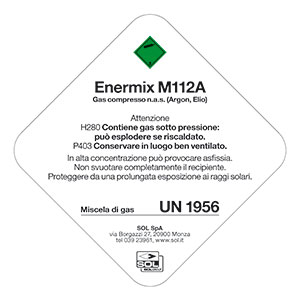 Enermix M112A
Gas compresso n.a.s. (Argon, Elio)
Attenzione
H280 Contiene gas sotto pressione:
può esplodere se riscaldato.
P403 Conservare in luogo ben ventilato.
In alta concentrazione può provocare asfissia.
Non svuotare completamente il recipiente.
Proteggere da una prolungata esposizione ai raggi solari.
Miscela di gas UN 1956
SOL SpA
via Borgazzi 27, 20900 Monza
tel 039 23961, www.sol.it
SOL